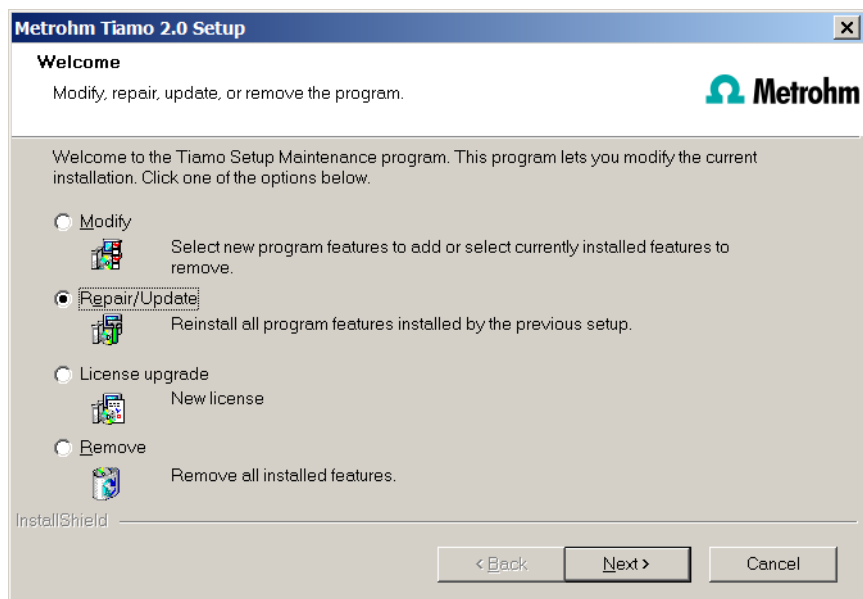 Metrohm Tiamo 2.0 Setup
Welcome
Modify, repair, update, or remove the program.
Metrohm
Welcome to the Tiamo Setup Maintenance program. This program lets you modify the current
installation. Click one of the options below.
Modify
Select new program features to add or select currently installed features to
remove.
Repair/Update
Reinstall all program features installed by the previous setup.
License upgrade
New license
Remove
Remove all installed features.
InstallShield
< Back
Next >
Cancel